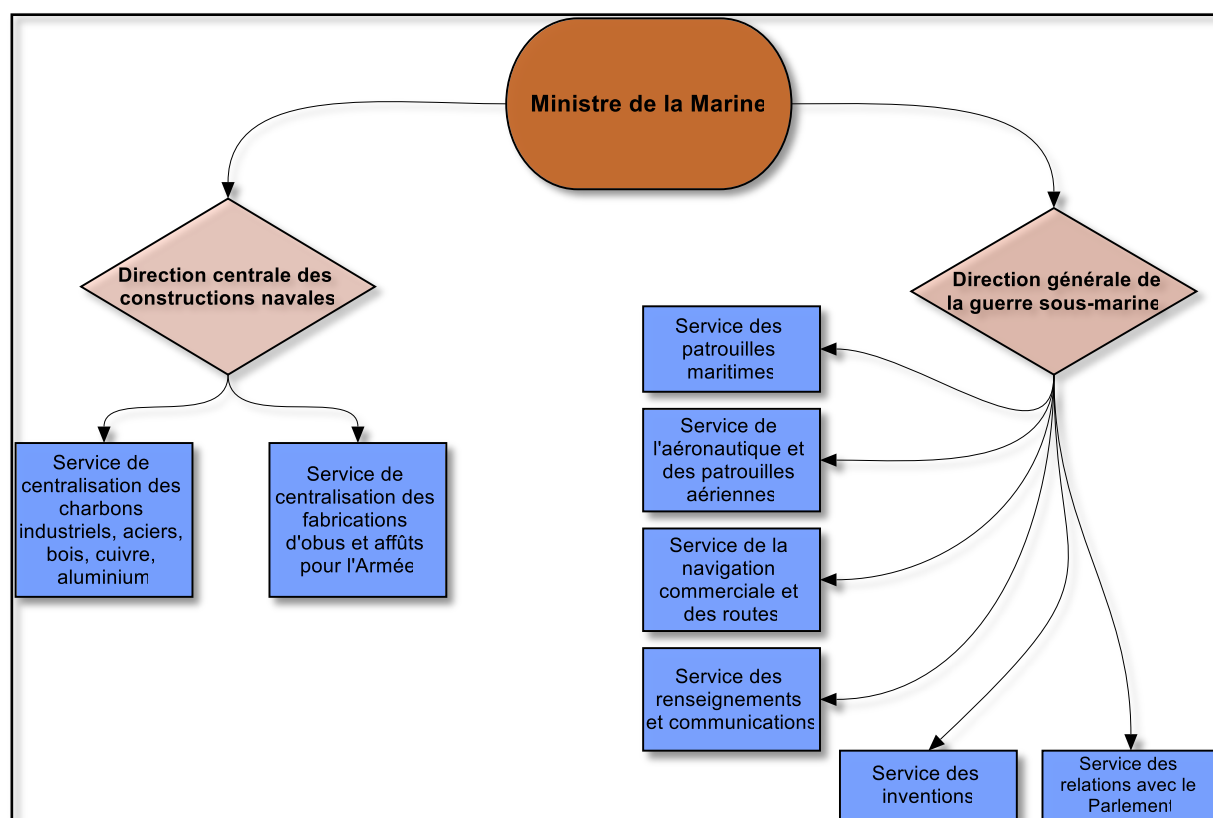 Ministre de la Marine
Direction centrale des
constructions navales
Direction générale de
la guerre sous-marine
Service de
centralisation des
charbons
industriels, aciers,
bois, cuivre,
aluminium
Service de
centralisation des
fabrications
d'obus et affûts
pour l'Armée
Service des
patrouilles
maritimes
Service de
l'aéronautique et
des patrouilles
aériennes
Service de la
navigation
commerciale et
des routes
Service des
renseignements
et communications
Service des
inventions
Service des
relations avec le
Parlement